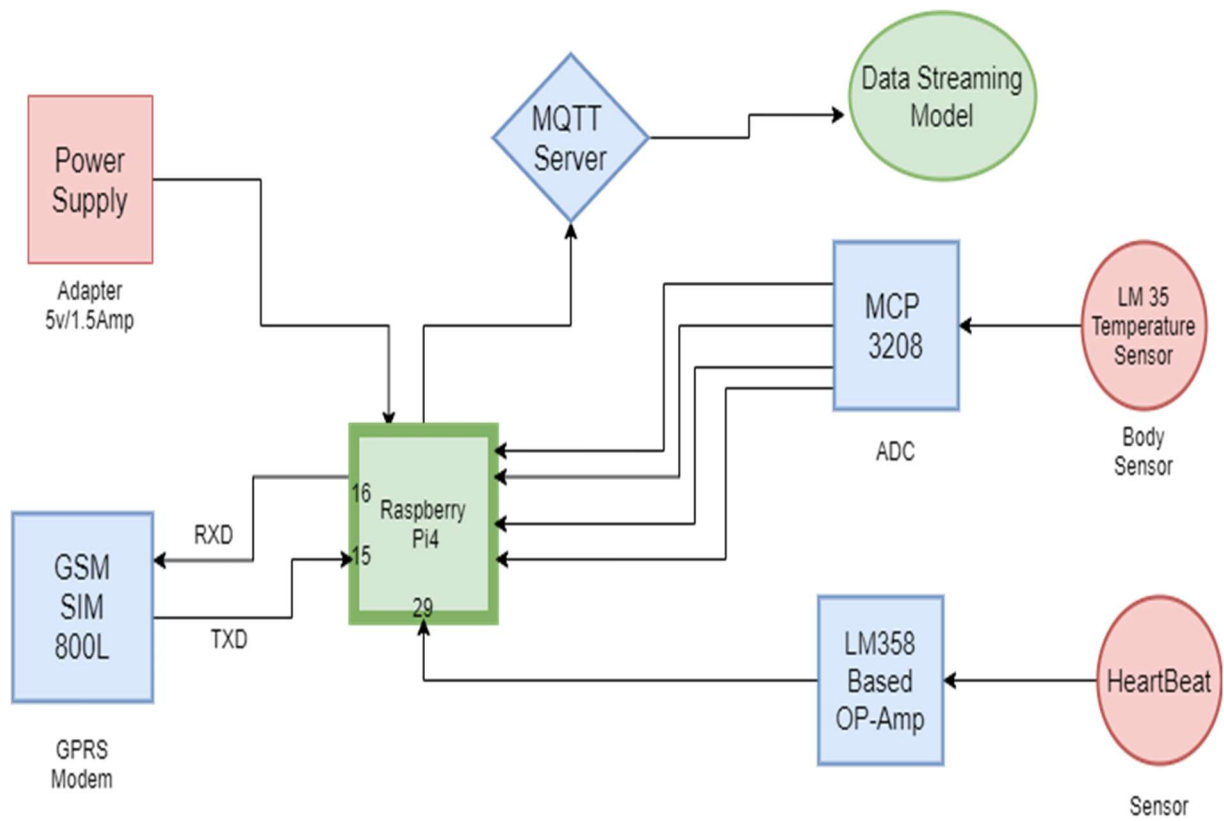 Data Streaming
Model
MQTT
Server
Power
Supply
Adapter
5v/1.5Amp
MCP
3208
ADC
LM 35
Temperature
Sensor
Body
Sensor
16
15
29
Raspberry
Pi4
RXD
TXD
GSM
SIM
800L
GPRS
Modem
LM358
Based
OP-Amp
HeartBeat
Sensor